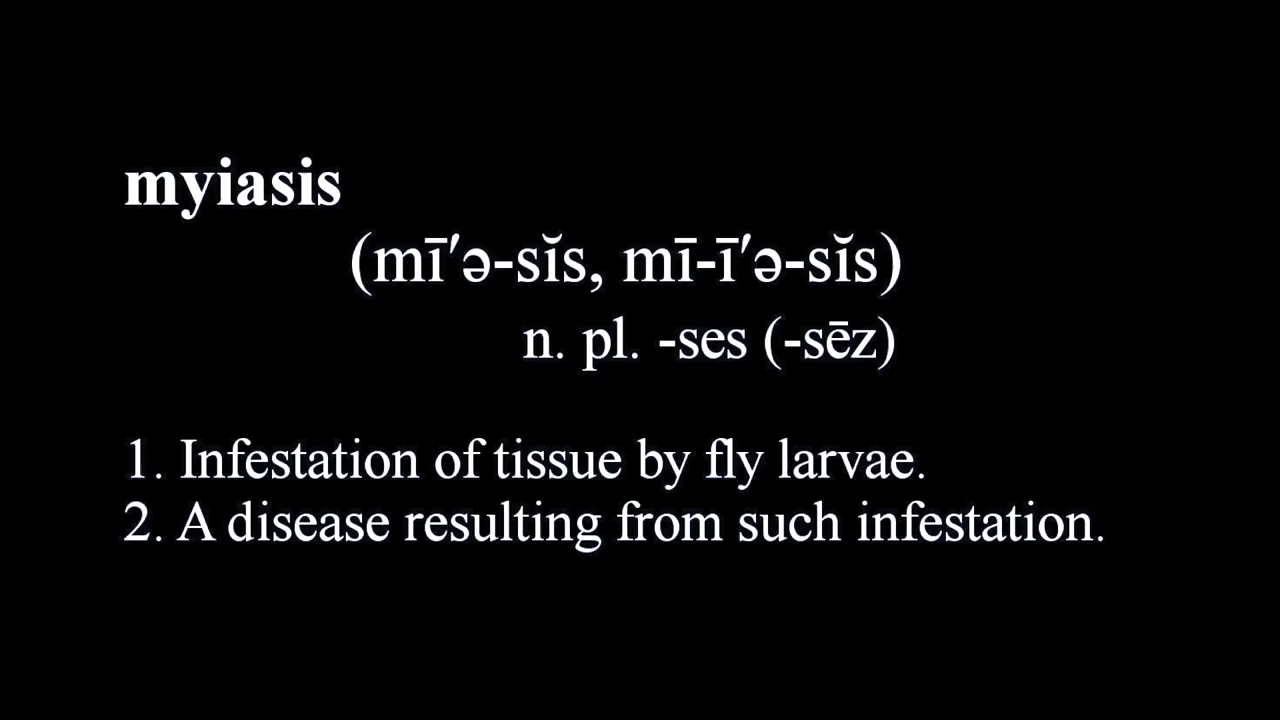 myiasis
(mī′ə-sĭs, mī-ī′ə-sĭs)
n. pl. -ses (-sēz)
1. Infestation of tissue by fly larvae.
2. A disease resulting from such infestation.